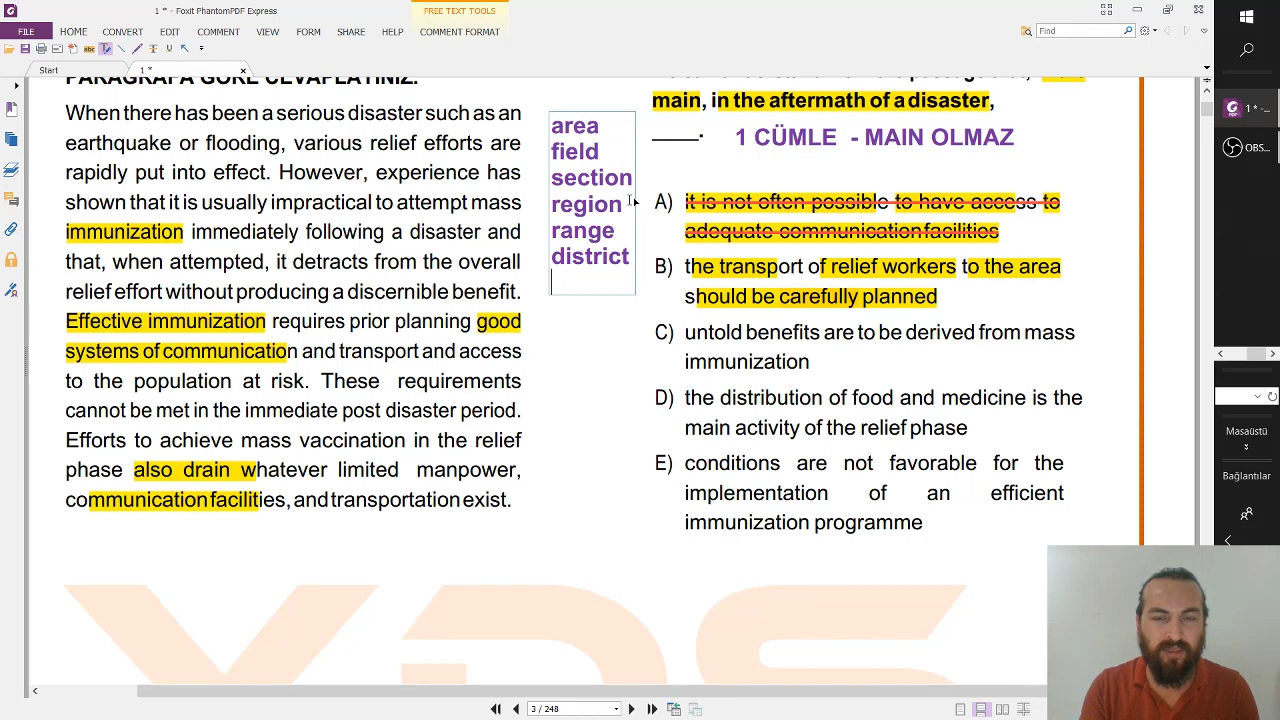 1 * - Foxit PhantomPDF Express
FREE TEXT TOOLS
FILE HOME CONVERT EDIT COMMENT VIEW FORM SHARE HELP COMMENT FORMAT
Find
Start
1 *
PARAGRAFA GÖRE CEVAPLAYINIZ.
When there has been a serious disaster such as an
earthquake or flooding, various relief efforts are
rapidly put into effect. However, experience has
shown that it is usually impractical to attempt mass
immunization immediately following a disaster and
that, when attempted, it detracts from the overall
relief effort without producing a discernible benefit.
Effective immunization requires prior planning good
systems of communication and transport and access
to the population at risk. These requirements
cannot be met in the immediate post disaster period.
Efforts to achieve mass vaccination in the relief
phase also drain whatever limited manpower,
communication facilities, and transportation exist.
area
field
section
region
range
district
main, in the aftermath of a disaster,
_____. 1 CÜMLE - MAIN OLMAZ
A) it is not often possible to have access to
adequate communication facilities
B) the transport of relief workers to the area
should be carefully planned
C) untold benefits are to be derived from mass
immunization
D) the distribution of food and medicine is the
main activity of the relief phase
E) conditions are not favorable for the
implementation of an efficient
immunization programme
YDS
3 / 248
1 * -...
OBS...
Masaüstü
Bağlantılar